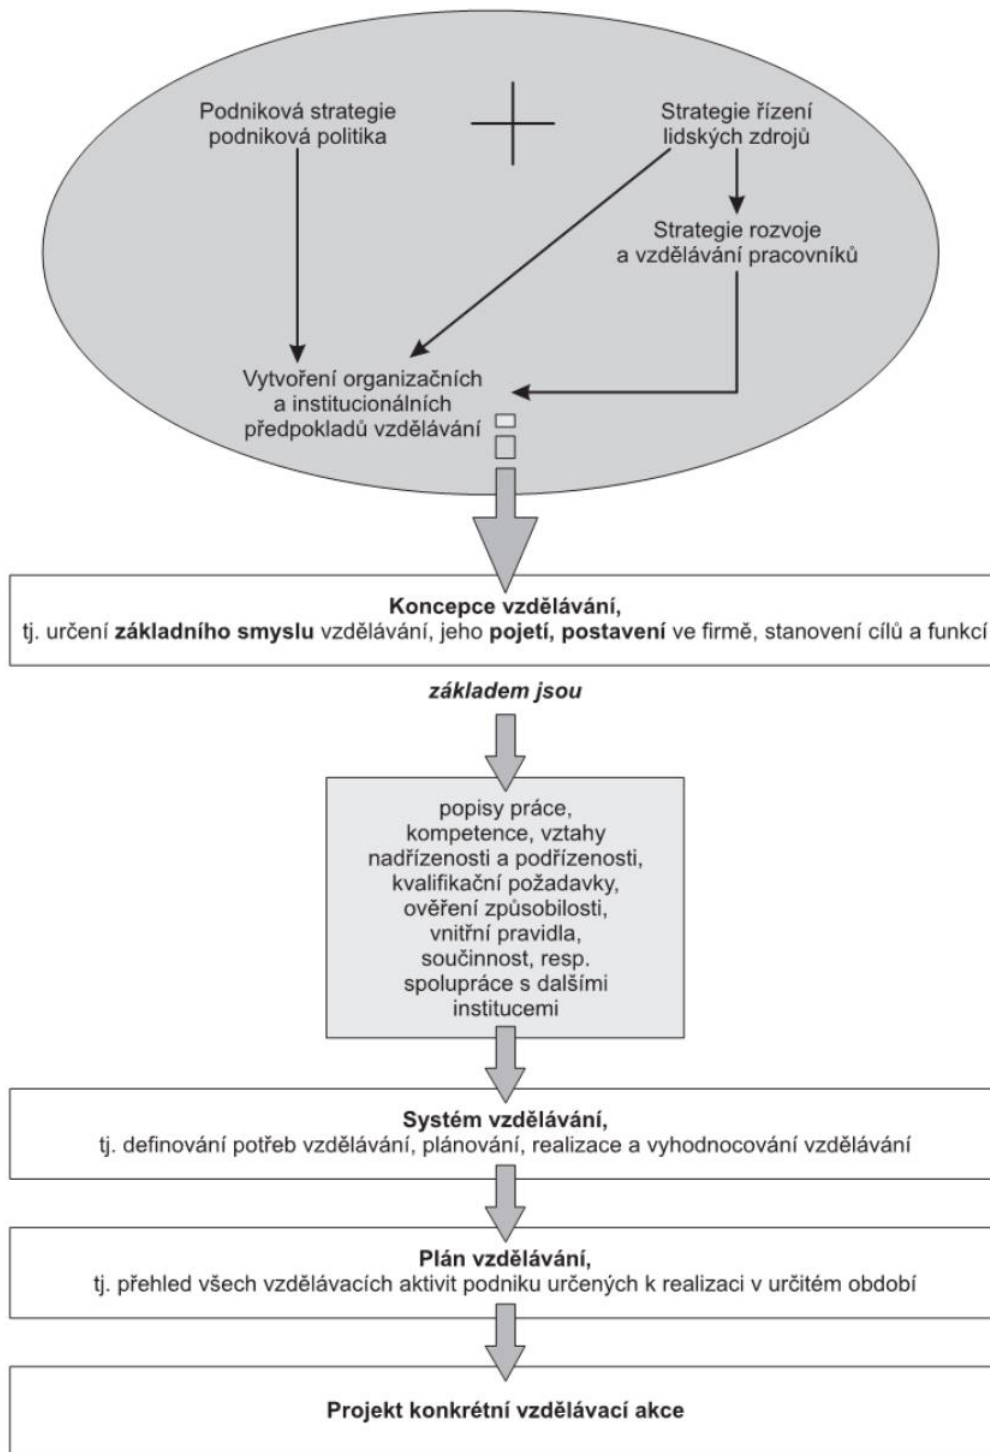 Podniková strategie
podniková politika
Strategie řízení
lidských zdrojů
Strategie rozvoje
a vzdělávání pracovníků
Vytvoření organizačních
a institucionálních
předpokladů vzdělávání
Koncepce vzdělávání,
tj. určení základního smyslu vzdělávání, jeho pojetí, postavení ve firmě, stanovení cílů a funkcí
základem jsou
popisy práce,
kompetence, vztahy
nadřízenosti a podřízenosti,
kvalifikační požadavky,
ověření způsobilosti,
vnitřní pravidla,
součinnost, resp.
spolupráce s dalšími
institucemi
Systém vzdělávání,
tj. definování potřeb vzdělávání, plánování, realizace a vyhodnocování vzdělávání
Plán vzdělávání,
tj. přehled všech vzdělávacích aktivit podniku určených k realizaci v určitém období
Projekt konkrétní vzdělávací akce